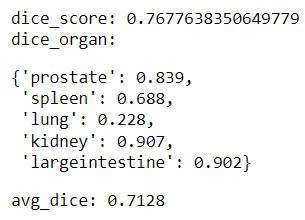 dice_score: 0.7677638350649779
dice_organ:
{'prostate': 0.839,
'spleen': 0.688,
'lung': 0.228,
'kidney': 0.907,
'largeintestine': 0.902}
avg_dice: 0.7128